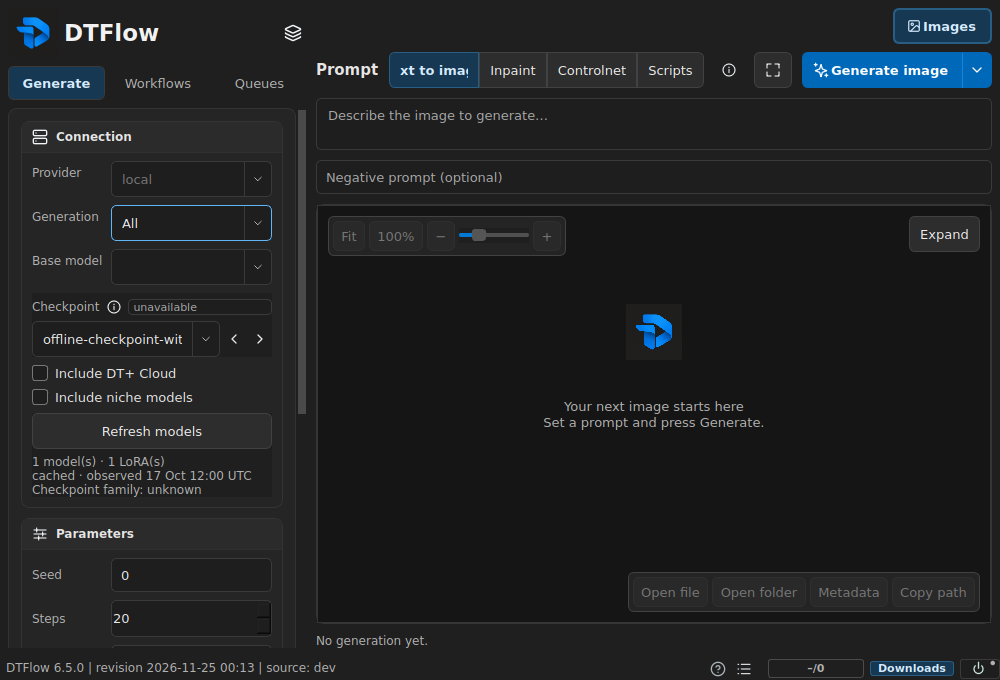 DTFlow
Images
Generate
Workflows
Queues
Prompt
xt to imag
Inpaint
Controlnet
Scripts
Generate image
Describe the image to generate…
Negative prompt (optional)
Connection
Provider
local
Generation
All
Base model
Checkpoint
unavailable
offline-checkpoint-wit
Include DT+ Cloud
Include niche models
Refresh models
1 model(s) · 1 LoRA(s)
cached · observed 17 Oct 12:00 UTC
Checkpoint family: unknown
Parameters
Seed
0
Steps
20
Fit
100%
−
+
Expand
Your next image starts here
Set a prompt and press Generate.
Open file
Open folder
Metadata
Copy path
No generation yet.
DTFlow 6.5.0 | revision 2026-11-25 00:13 | source: dev
–/0
Downloads